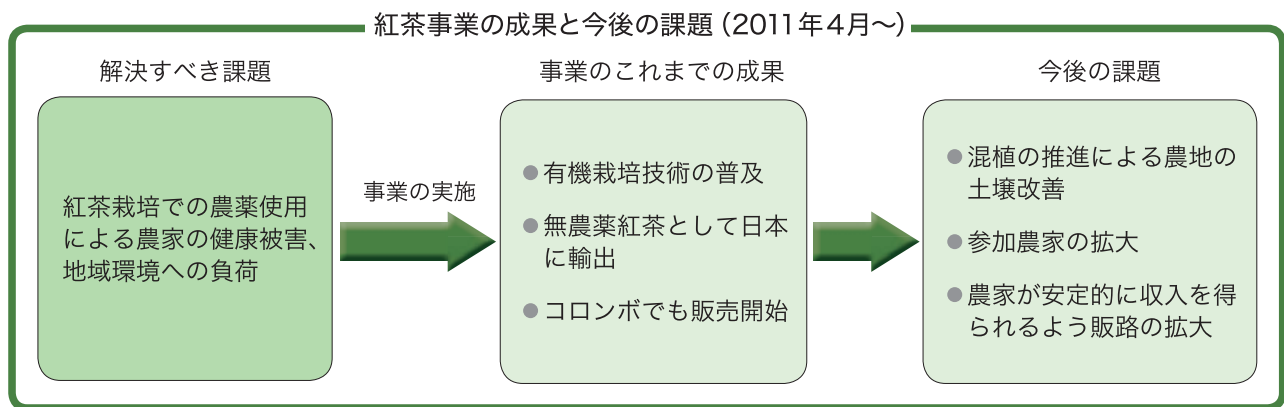 紅茶事業の成果と今後の課題(2011年4月〜)
解決すべき課題
紅茶栽培での農薬使用
による農家の健康被害、
地域環境への負荷
事業の実施
事業のこれまでの成果
●有機栽培技術の普及
●無農薬紅茶として日本
に輸出
●コロンボでも販売開始
今後の課題
●混植の推進による農地の
土壌改善
●参加農家の拡大
●農家が安定的に収入を得
られるよう販路の拡大